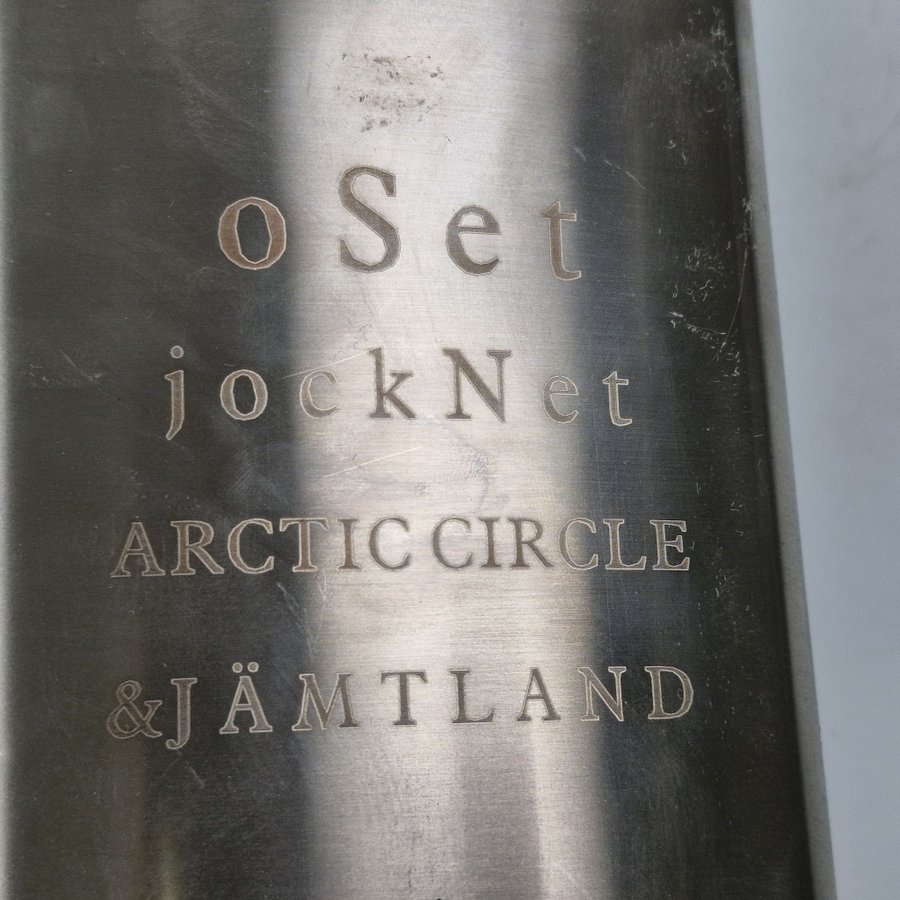 oSet
jockNet
ARCTIC CIRCLE
&JÄMTLAND